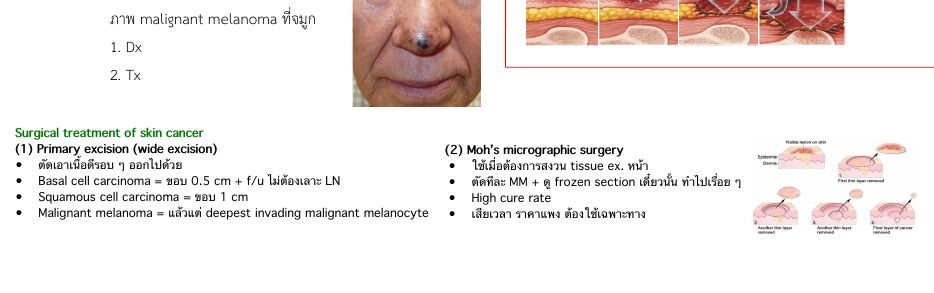 ภาพ malignant melanoma ที่จมูก
1. Dx
2. Tx
Surgical treatment of skin cancer
(1) Primary excision (wide excision)
• ตัดเอาเนื้อดีรอบ ๆ ออกไปด้วย
• Basal cell carcinoma = ขอบ 0.5 cm + f/u ไม่ต้องเลาะ LN
• Squamous cell carcinoma = ขอบ 1 cm
• Malignant melanoma = แล้วแต่ deepest invading malignant melanocyte
(2) Moh's micrographic surgery
• ใช้เมื่อต้องการสงวน tissue ex. หน้า
• ตัดทีละ MM + ดู frozen section เดี๋ยวนั้น ทำไปเรื่อย ๆ
• High cure rate
• เสียเวลา ราคาแพง ต้องใช้เฉพาะทาง
Visible lesion on skin
Epidermis
Dermis
1.
First thin layer removed
2.
Another thin layer
removed
3.
Another thin layer
removed
4.
Final layer of cancer
removed